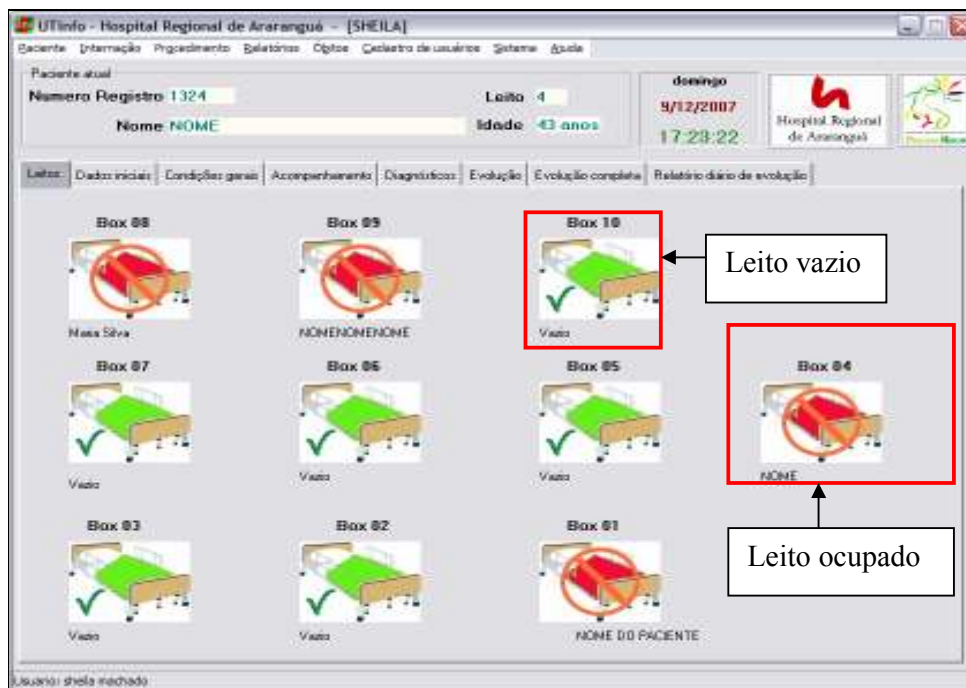 UTInfo - Hospital Regional de Araranguá - [SHEILA]
Paciente Internação Procedimento Relatórios Óbitos Cadastro de usuários Sistema Ajuda
Paciente atual
Numero Registro 1324 Leito 4
Nome NOME Idade 43 anos
domingo
9/12/2007
17:23:22
Hospital Regional
de Araranguá
Leitos Dados iniciais Condições gerais Acompanhamento Diagnósticos Evolução Evolução completa Relatório diário de evolução
Box 08 Box 09 Box 10
Leito vazio
Silva NOMENOMENOME Vazio
Box 07 Box 06 Box 05 Box 04
Vazio Vazio Vazio NOME
Box 03 Box 02 Box 01
Leito ocupado
Vazio Vazio NOME DO PACIENTE
Usuario: sheila machado